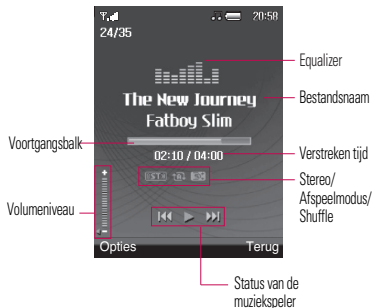 20:58
24/35
Equalizer
The New Journey
Bestandsnaam
Fatboy Slim
Voortgangsbalk
02:10 / 04:00
Verstreken tijd
Stereo/
Afspeelmodus/
Shuffle
Volumeniveau
Opties
Terug
Status van de
muziekspeler